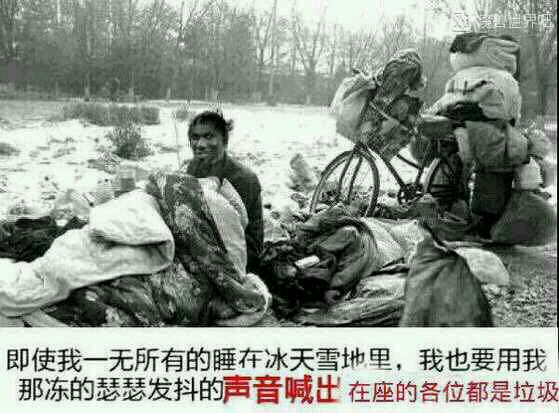 即使我一无所有的睡在冰天雪地里，我也要用我
那冻的瑟瑟发抖的声音喊出 在座的各位都是垃圾